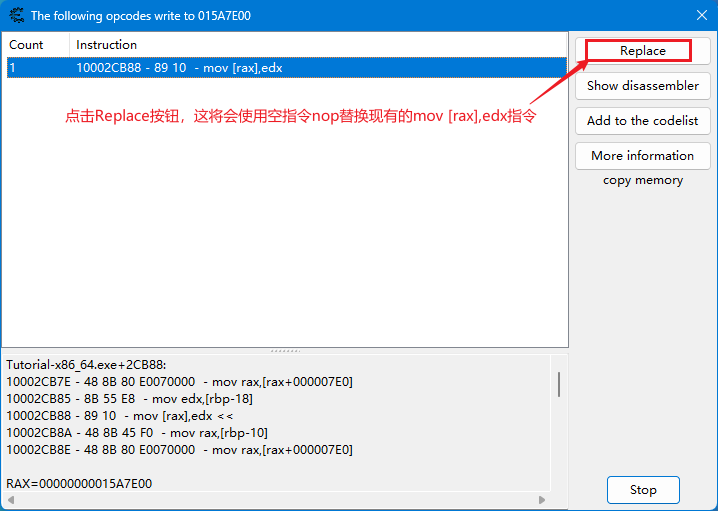 The following opcodes write to 015A7E00
Count Instruction
1 10002CB88 - 89 10 - mov [rax],edx
点击Replace按钮，这将会使用空指令nop替换现有的mov [rax],edx指令
Replace
Show disassembler
Add to the codelist
More information
copy memory
Tutorial-x86_64.exe+2CB88:
10002CB7E - 48 8B 80 E0070000 - mov rax,[rax+000007E0]
10002CB85 - 8B 55 E8 - mov edx,[rbp-18]
10002CB88 - 89 10 - mov [rax],edx <<
10002CB8A - 48 8B 45 F0 - mov rax,[rbp-10]
10002CB8E - 48 8B 80 E0070000 - mov rax,[rax+000007E0]
RAX=00000000015A7E00
Stop